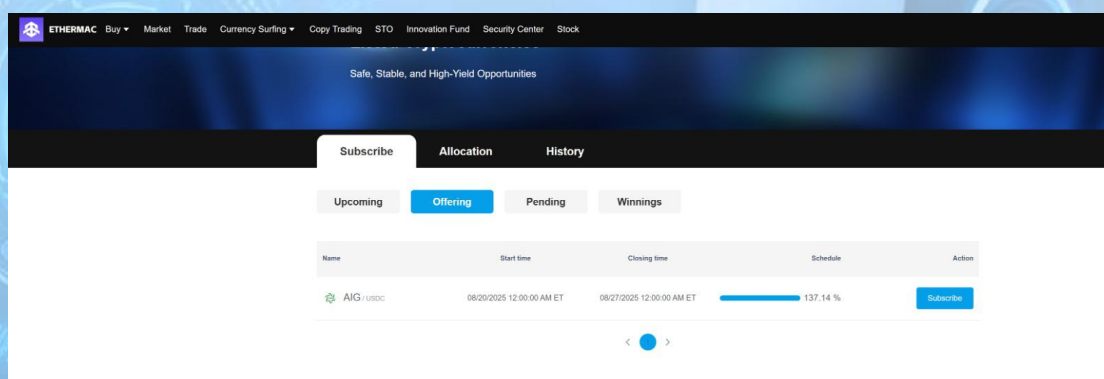 ETHERMAC Buy Market Trade Currency Surfing Copy Trading STO Innovation Fund Security Center Stock
Safe, Stable, and High-Yield Opportunities
Subscribe Allocation History
Upcoming Offering Pending Winnings
Name Start time Closing time Schedule Action
AIG / USDC 08/20/2025 12:00:00 AM ET 08/27/2025 12:00:00 AM ET 137.14 % Subscribe